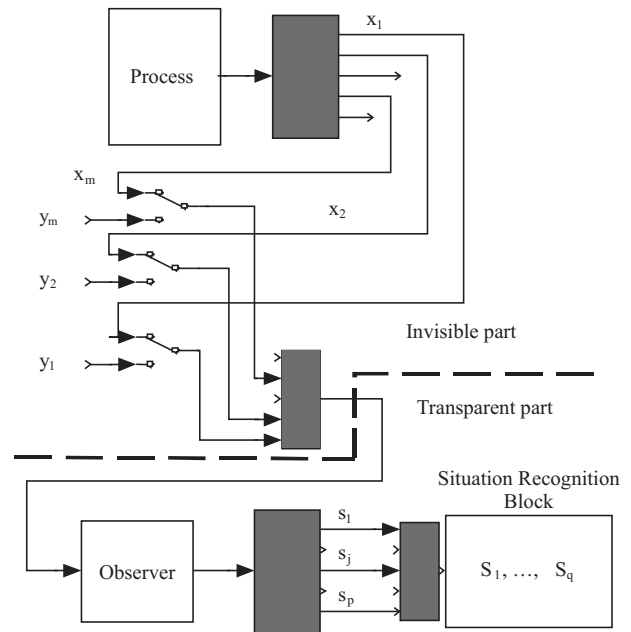 x₁
Process
xₘ
x₂
yₘ
y₂
y₁
Invisible part
Transparent part
Situation Recognition
Block
s₁
Observer
sⱼ
S₁, ..., S_q
sₚ